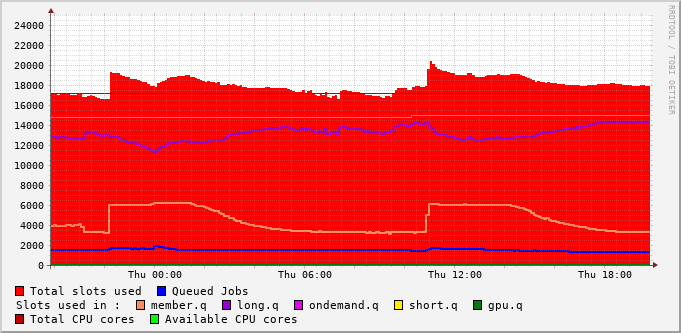 RRDTOOL / TOBI OETIKER
24000
22000
20000
18000
16000
14000
12000
10000
8000
6000
4000
2000
0
Thu 00:00 Thu 06:00 Thu 12:00 Thu 18:00
Total slots used Queued Jobs
Slots used in : member.q long.q ondemand.q short.q gpu.q
Total CPU cores Available CPU cores